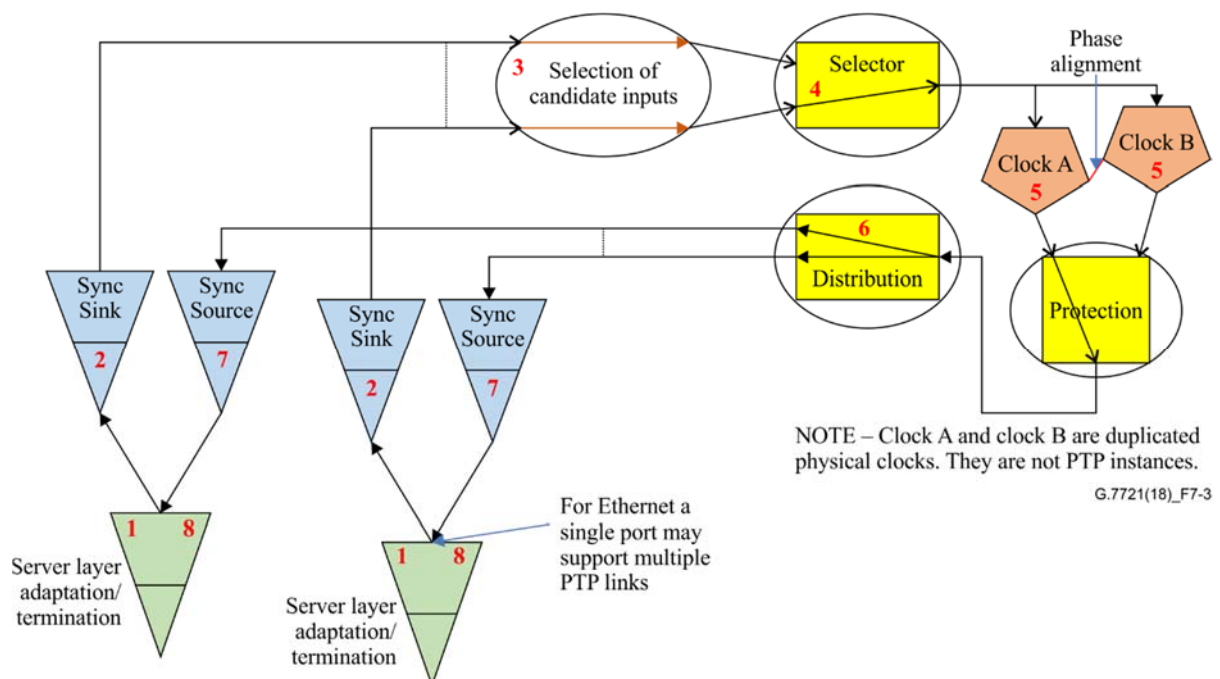 3
Selection of
candidate inputs
Selector
4
Phase
alignment
Clock A
5
Clock B
5
6
Distribution
Protection
Sync
Sink
2
Sync
Source
7
Sync
Sink
2
Sync
Source
7
NOTE – Clock A and clock B are duplicated
physical clocks. They are not PTP instances.
G.7721(18)_F7-3
1 8
Server layer
adaptation/
termination
For Ethernet a
single port may
support multiple
PTP links
1 8
Server layer
adaptation/
termination